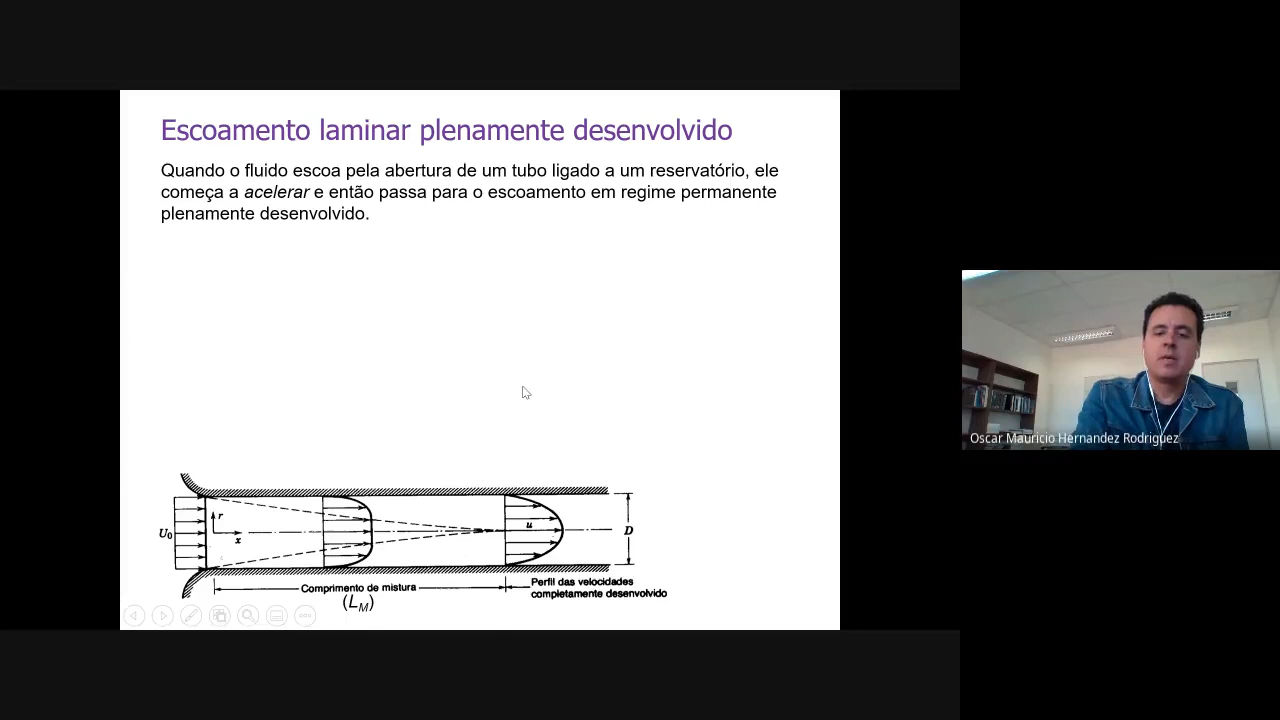 Escoamento laminar plenamente desenvolvido
Quando o fluido escoa pela abertura de um tubo ligado a um reservatório, ele
começa a acelerar e então passa para o escoamento em regime permanente
plenamente desenvolvido.
U₀
r
x
u
D
Comprimento de mistura
(L_M)
Perfil das velocidades
completamente desenvolvido
Oscar Mauricio Hernandez Rodriguez